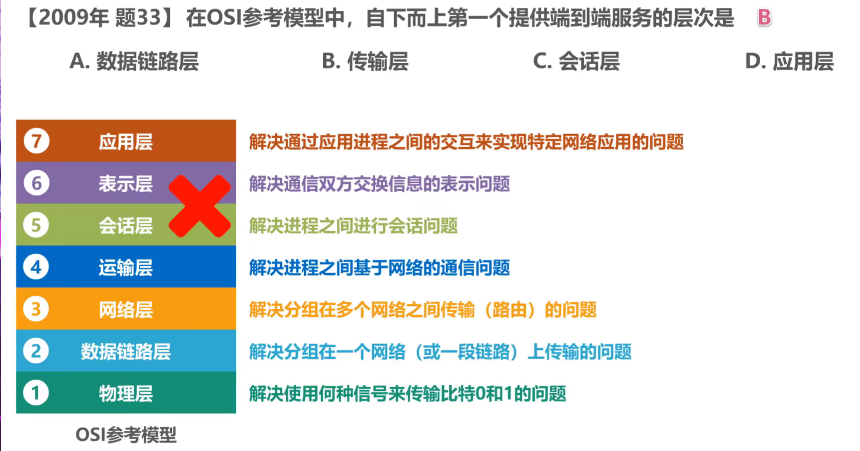 【2009年 题33】在OSI参考模型中，自下而上第一个提供端到端服务的层次是 B
A. 数据链路层 B. 传输层 C. 会话层 D. 应用层
7 应用层 解决通过应用进程之间的交互来实现特定网络应用的问题
6 表示层 解决通信双方交换信息的表示问题
5 会话层 解决进程之间进行会话问题
4 运输层 解决进程之间基于网络的通信问题
3 网络层 解决分组在多个网络之间传输（路由）的问题
2 数据链路层 解决分组在一个网络（或一段链路）上传输的问题
1 物理层 解决使用何种信号来传输比特0和1的问题
OSI参考模型